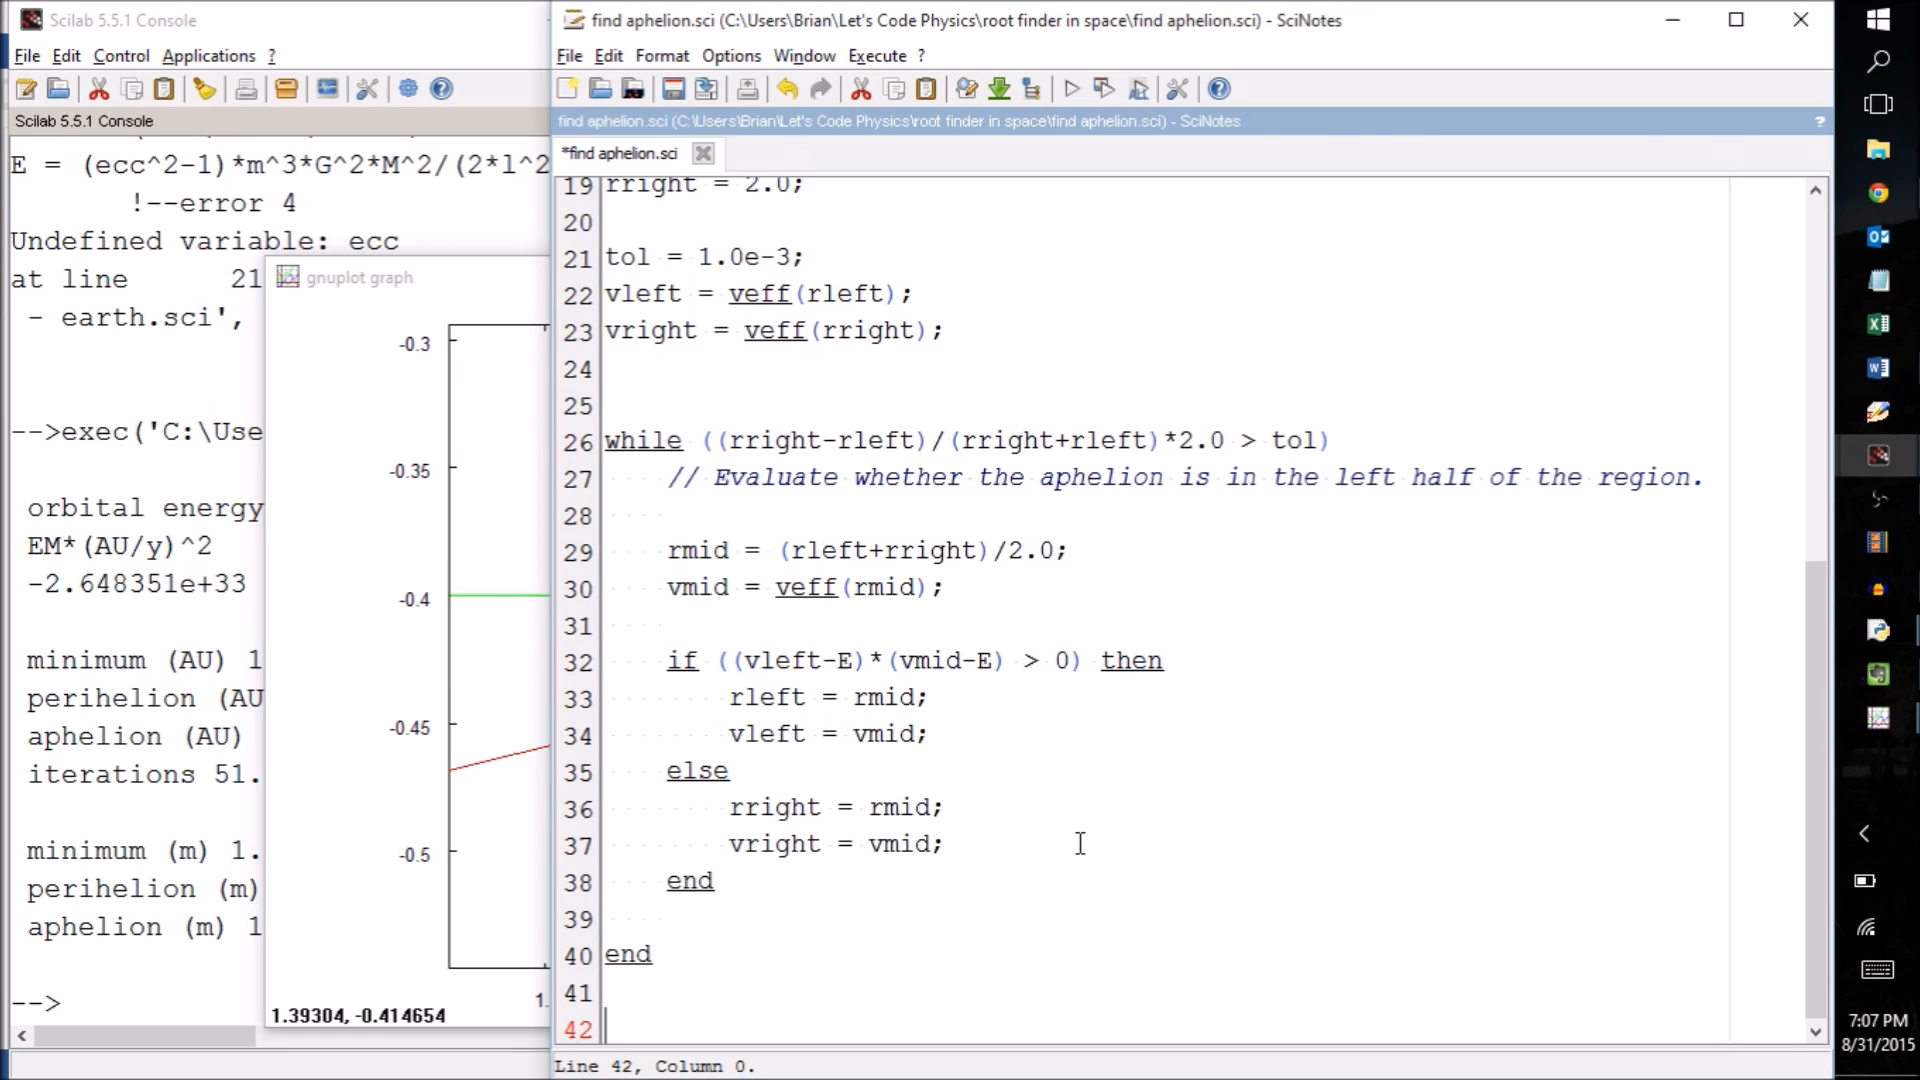 Scilab 5.5.1 Console
File Edit Control Applications ?
Scilab 5.5.1 Console
E = (ecc^2-1)*m^3*G^2*M^2/(2*l^2
!--error 4
Undefined variable: ecc
at line 21
- earth.sci',
-->exec('C:\Use
orbital energy
EM*(AU/y)^2
-2.648351e+33
minimum (AU) 1
perihelion (AU
aphelion (AU)
iterations 51.
minimum (m) 1.
perihelion (m)
aphelion (m) 1
-->
gnuplot graph
-0.3
-0.35
-0.4
-0.45
-0.5
1.
1.39304, -0.414654
find aphelion.sci (C:\Users\Brian\Let's Code Physics\root finder in space\find aphelion.sci) - SciNotes
File Edit Format Options Window Execute ?
find aphelion.sci (C:\Users\Brian\Let's Code Physics\root finder in space\find aphelion.sci) - SciNotes ?
*find aphelion.sci
19 rright = 2.0;
20
21 tol = 1.0e-3;
22 vleft = veff(rleft);
23 vright = veff(rright);
24
25
26 while ((rright-rleft)/(rright+rleft)*2.0 > tol)
27 // Evaluate whether the aphelion is in the left half of the region.
28
29 rmid = (rleft+rright)/2.0;
30 vmid = veff(rmid);
31
32 if ((vleft-E)*(vmid-E) > 0) then
33 rleft = rmid;
34 vleft = vmid;
35 else
36 rright = rmid;
37 vright = vmid;
38 end
39
40 end
41
42
Line 42, Column 0.
7:07 PM
8/31/2015